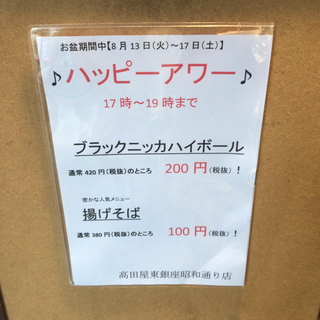 お盆期間中【8月13日(火)～17日(土)】
♪ハッピーアワー♪
17時～19時まで
ブラックニッカハイボール
通常420円(税抜)のところ 200円(税抜)！
密かな人気メニュー
揚げそば
通常380円(税抜)のところ 100円(税抜)！
高田屋東銀座昭和通り店